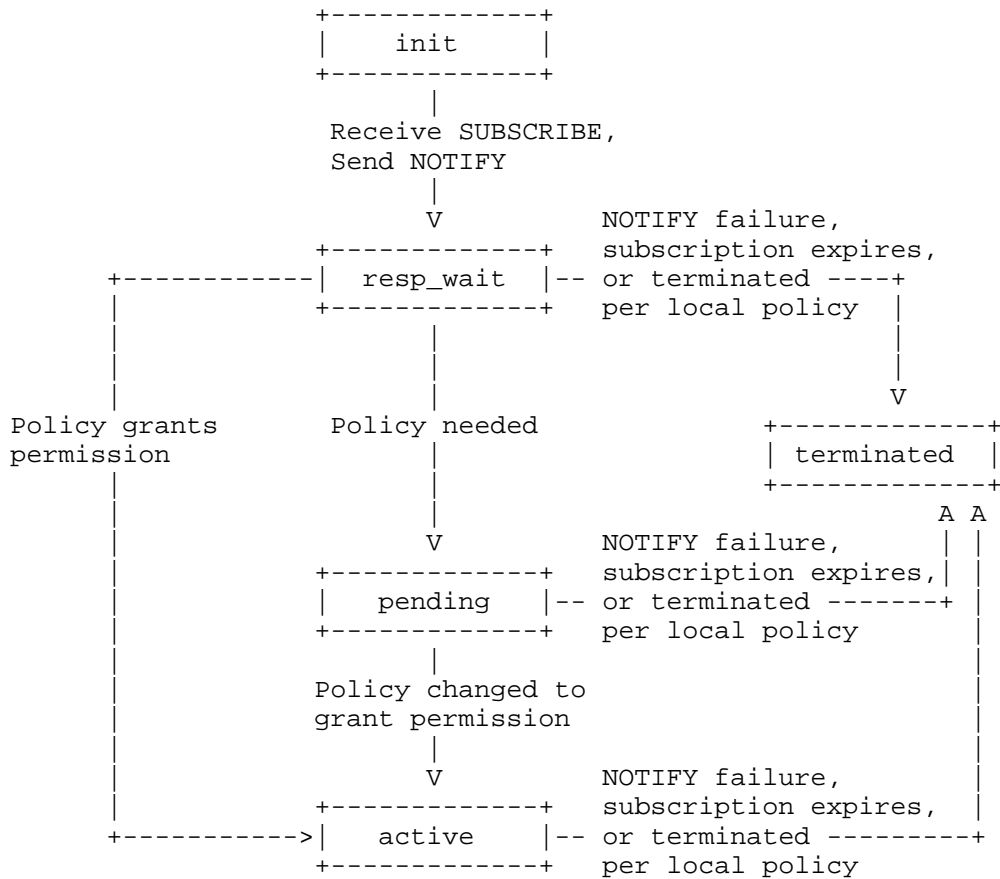 init
Receive SUBSCRIBE,
Send NOTIFY
V
NOTIFY failure,
subscription expires,
resp_wait
or terminated
per local policy
V
Policy grants
permission
Policy needed
terminated
A A
V
NOTIFY failure,
subscription expires,
pending
or terminated
per local policy
Policy changed to
grant permission
V
NOTIFY failure,
subscription expires,
active
or terminated
per local policy